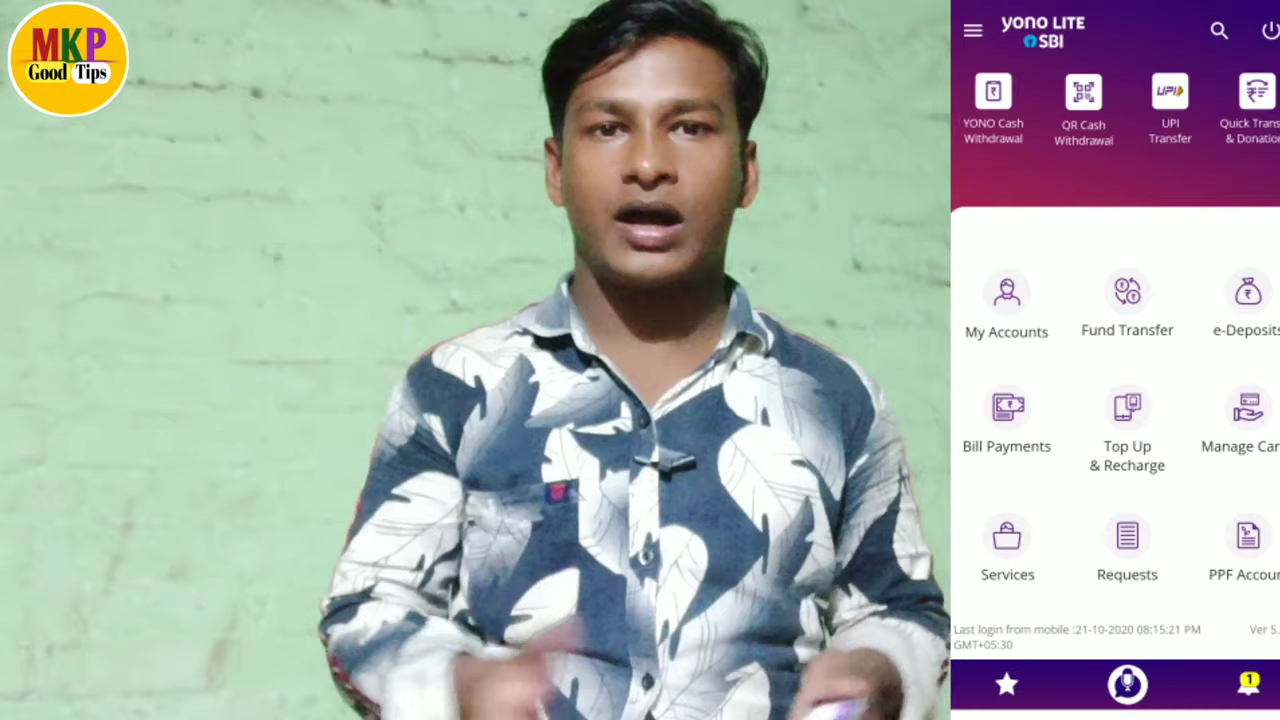 MKP
Good Tips
yono LITE
SBI
YONO Cash
Withdrawal
QR Cash
Withdrawal
UPI
UPI
Transfer
Quick Trans
& Donation
My Accounts
Fund Transfer
e-Deposits
Bill Payments
Top Up
& Recharge
Manage Car
Services
Requests
PPF Accoun
Last login from mobile :21-10-2020 08:15:21 PM
GMT+05:30
Ver 5.
1